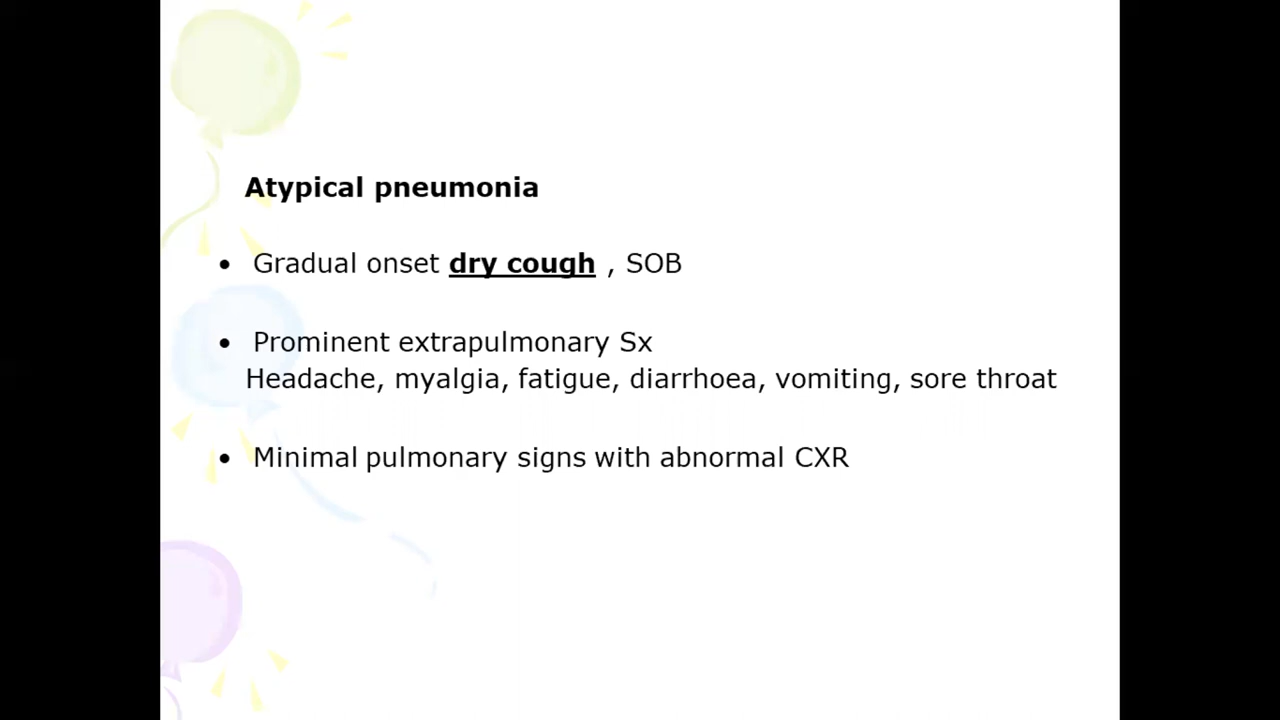 Atypical pneumonia
• Gradual onset dry cough , SOB
• Prominent extrapulmonary Sx
Headache, myalgia, fatigue, diarrhoea, vomiting, sore throat
• Minimal pulmonary signs with abnormal CXR